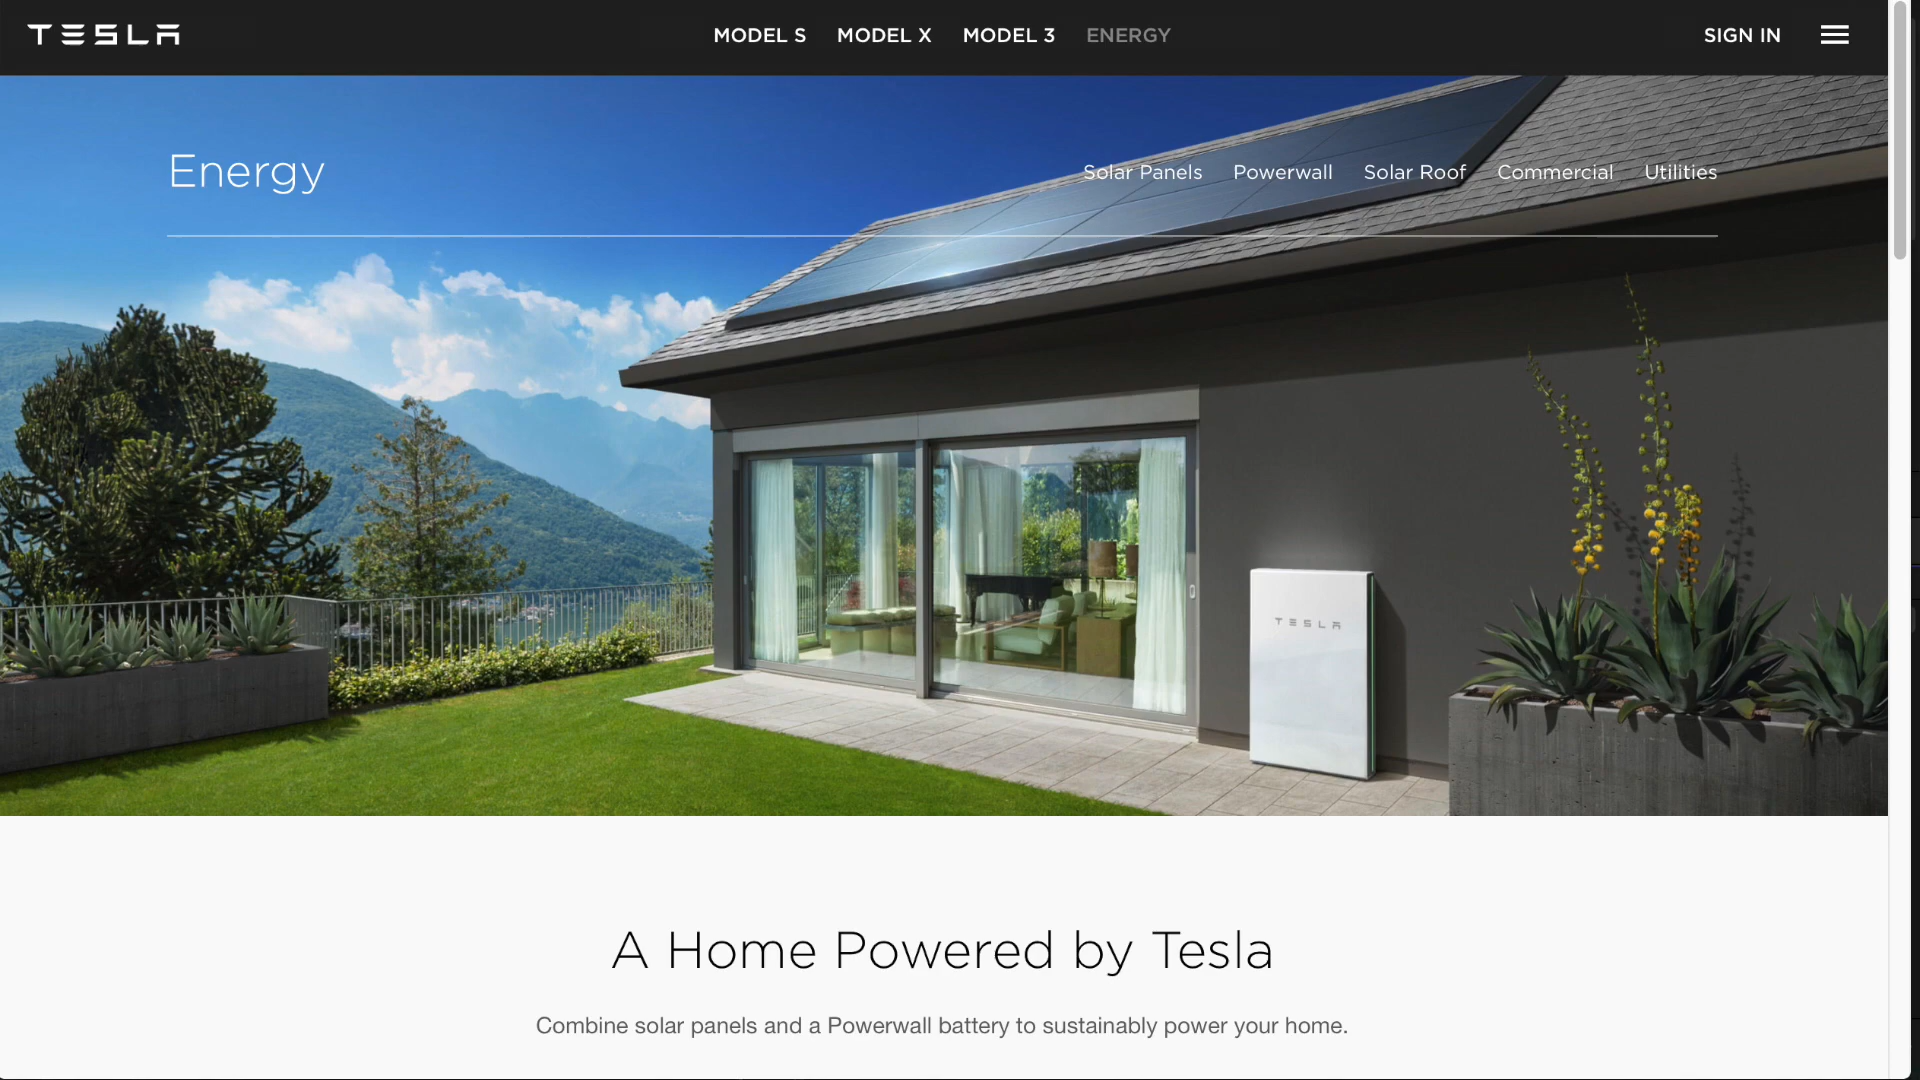 TESLA MODEL S MODEL X MODEL 3 ENERGY SIGN IN
Energy Solar Panels Powerwall Solar Roof Commercial Utilities
TESLA
A Home Powered by Tesla
Combine solar panels and a Powerwall battery to sustainably power your home.